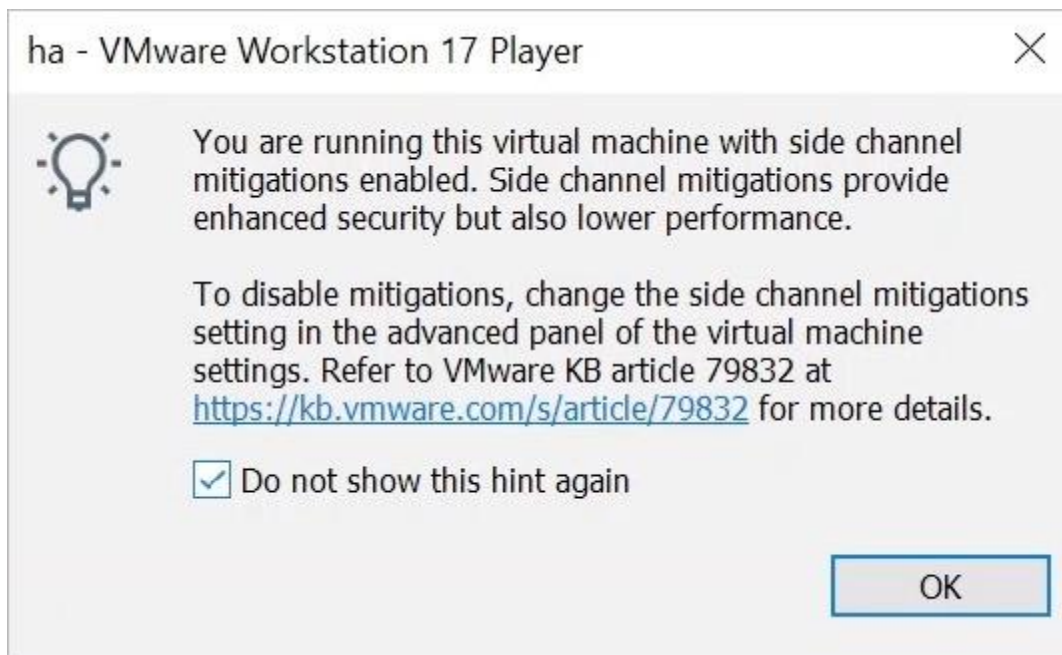 ha - VMware Workstation 17 Player
You are running this virtual machine with side channel
mitigations enabled. Side channel mitigations provide
enhanced security but also lower performance.
To disable mitigations, change the side channel mitigations
setting in the advanced panel of the virtual machine
settings. Refer to VMware KB article 79832 at
https://kb.vmware.com/s/article/79832 for more details.
Do not show this hint again
OK